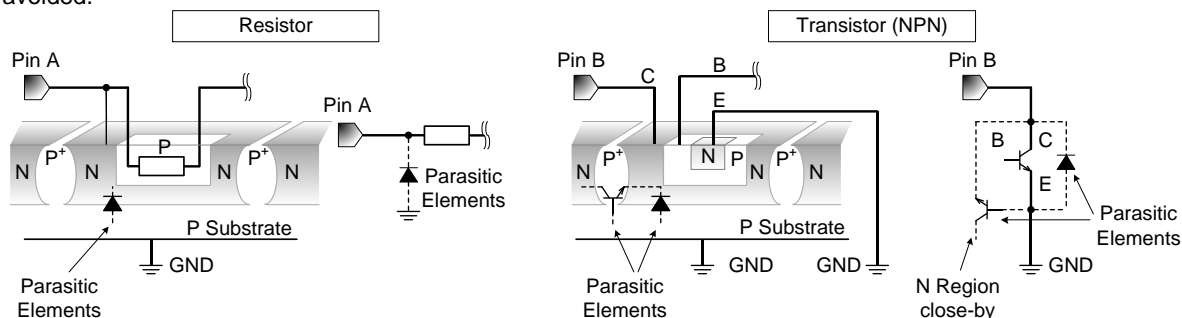 avoided.
Resistor
Transistor (NPN)
Pin A
Pin B
C
B
E
Pin B
Pin A
N
P+
N
P
N
P+
N
Parasitic
Elements
N
P+
N
N
P
N
P+
N
B
C
E
Parasitic
Elements
P Substrate
GND
Parasitic
Elements
P Substrate
GND
GND
Parasitic
Elements
GND
N Region
close-by